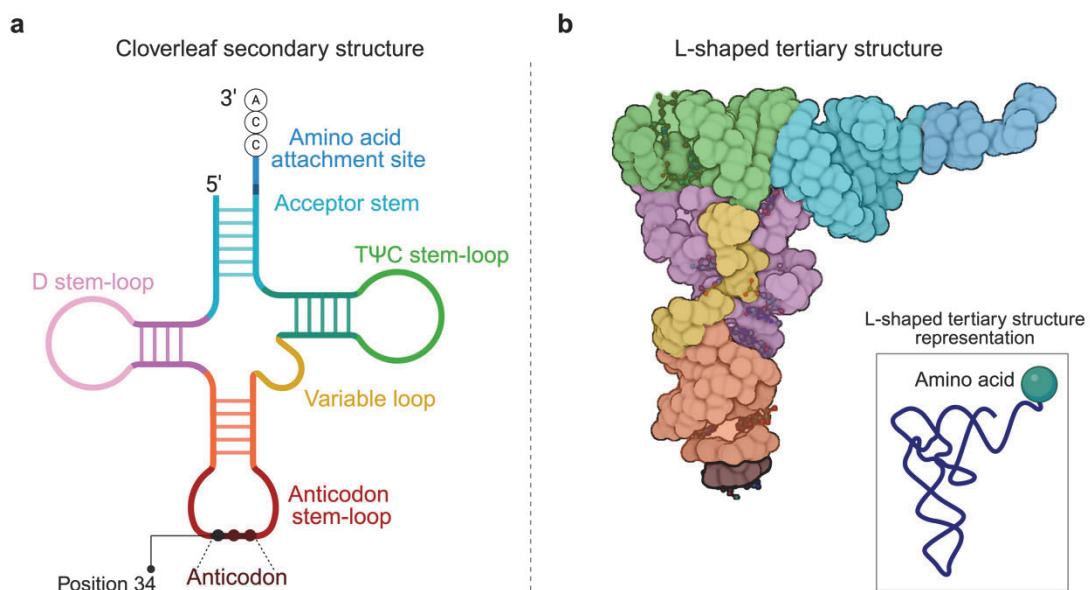 a
Cloverleaf secondary structure
3'
A
C
C
Amino acid
attachment site
5'
Acceptor stem
TΨC stem-loop
D stem-loop
Variable loop
Anticodon
stem-loop
Position 34
Anticodon
b
L-shaped tertiary structure
L-shaped tertiary structure
representation
Amino acid